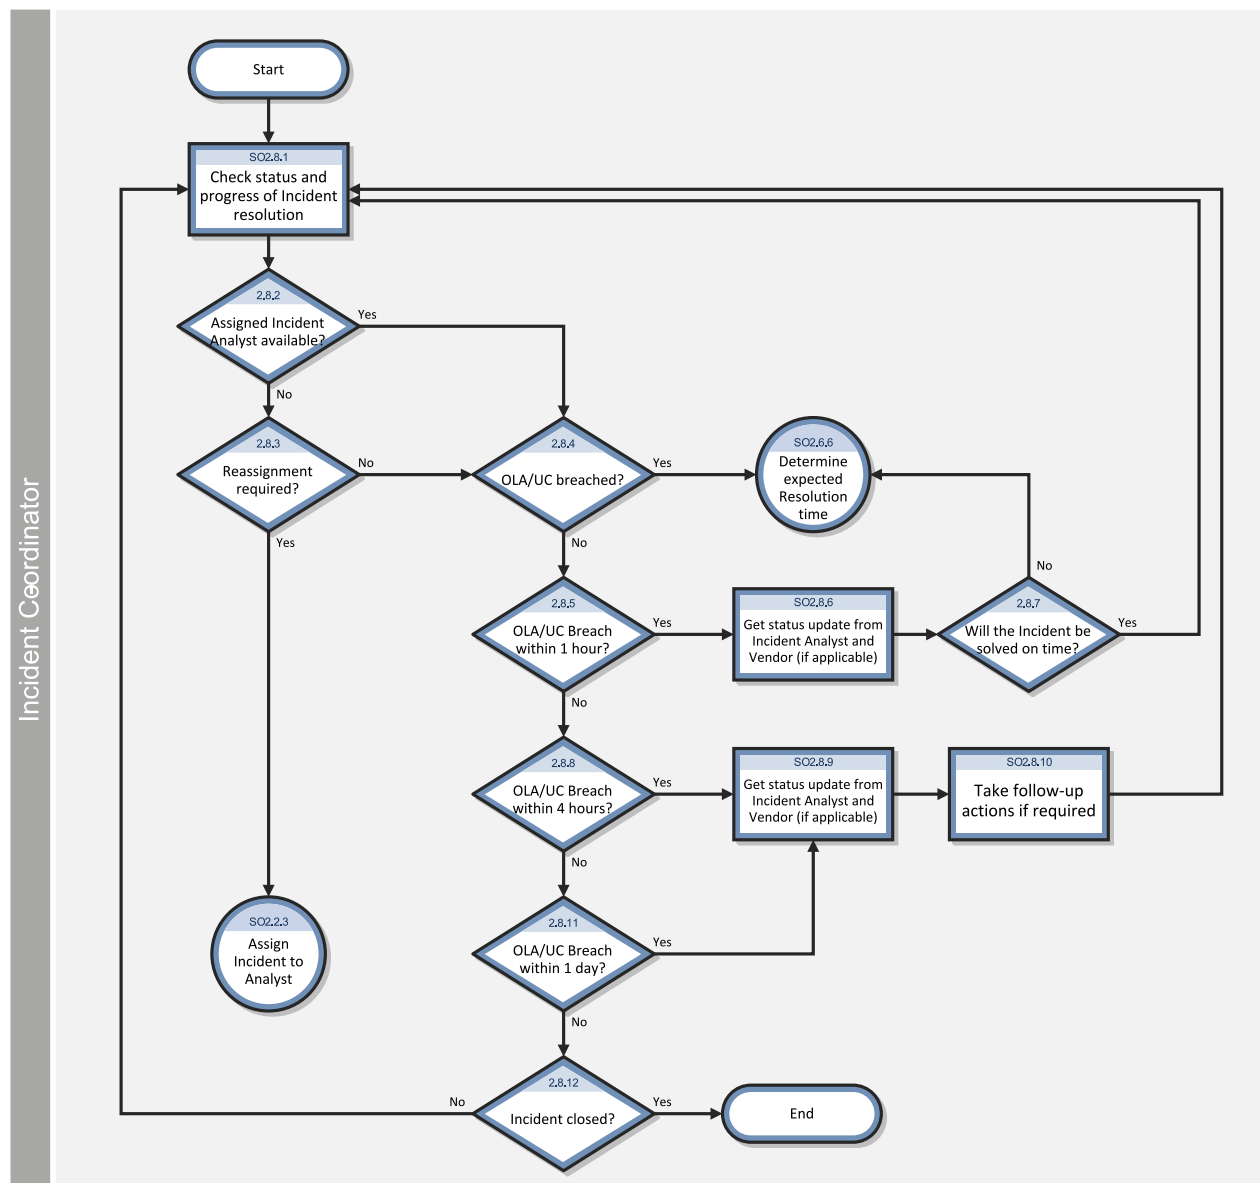 Incident Coordinator
Start
SO2.8.1
Check status and
progress of Incident
resolution
2.8.2
Assigned Incident
Analyst available?
Yes
No
2.8.3
Reassignment
required?
No
Yes
2.8.4
OLA/UC breached?
Yes
No
SO2.6.6
Determine
expected
Resolution
time
2.8.5
OLA/UC Breach
within 1 hour?
Yes
No
SO2.8.6
Get status update from
Incident Analyst and
Vendor (if applicable)
2.8.7
Will the Incident be
solved on time?
No
Yes
2.8.8
OLA/UC Breach
within 4 hours?
Yes
No
SO2.8.9
Get status update from
Incident Analyst and
Vendor (if applicable)
SO2.8.10
Take follow-up
actions if required
SO2.2.3
Assign
Incident to
Analyst
2.8.11
OLA/UC Breach
within 1 day?
Yes
No
2.8.12
Incident closed?
No
Yes
End